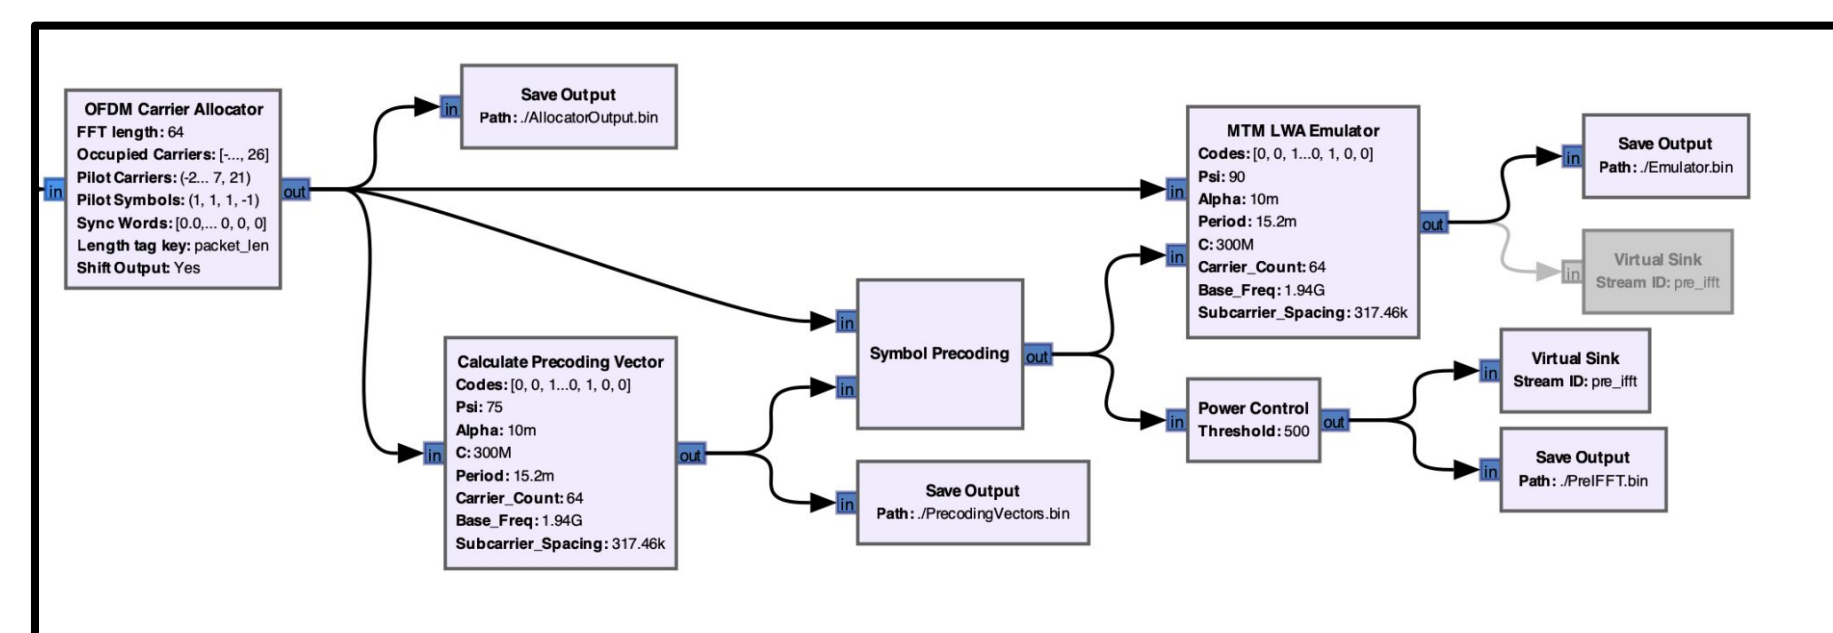 OFDM Carrier Allocator
FFT length: 64
Occupied Carriers: [-..., 26]
Pilot Carriers: (-2... 7, 21)
Pilot Symbols: (1, 1, 1, -1)
Sync Words: [0.0,... 0, 0, 0]
Length tag key: packet_len
Shift Output: Yes
in
out
in
Save Output
Path: ./AllocatorOutput.bin
in
Calculate Precoding Vector
Codes: [0, 0, 1...0, 1, 0, 0]
Psi: 75
Alpha: 10m
C: 300M
Period: 15.2m
Carrier_Count: 64
Base_Freq: 1.94G
Subcarrier_Spacing: 317.46k
out
in
in
Symbol Precoding
out
in
Save Output
Path: ./PrecodingVectors.bin
in
in
MTM LWA Emulator
Codes: [0, 0, 1...0, 1, 0, 0]
Psi: 90
Alpha: 10m
Period: 15.2m
C: 300M
Carrier_Count: 64
Base_Freq: 1.94G
Subcarrier_Spacing: 317.46k
out
in
Save Output
Path: ./Emulator.bin
in
Virtual Sink
Stream ID: pre_ifft
in
Power Control
Threshold: 500
out
in
Virtual Sink
Stream ID: pre_ifft
in
Save Output
Path: ./PreIFFT.bin